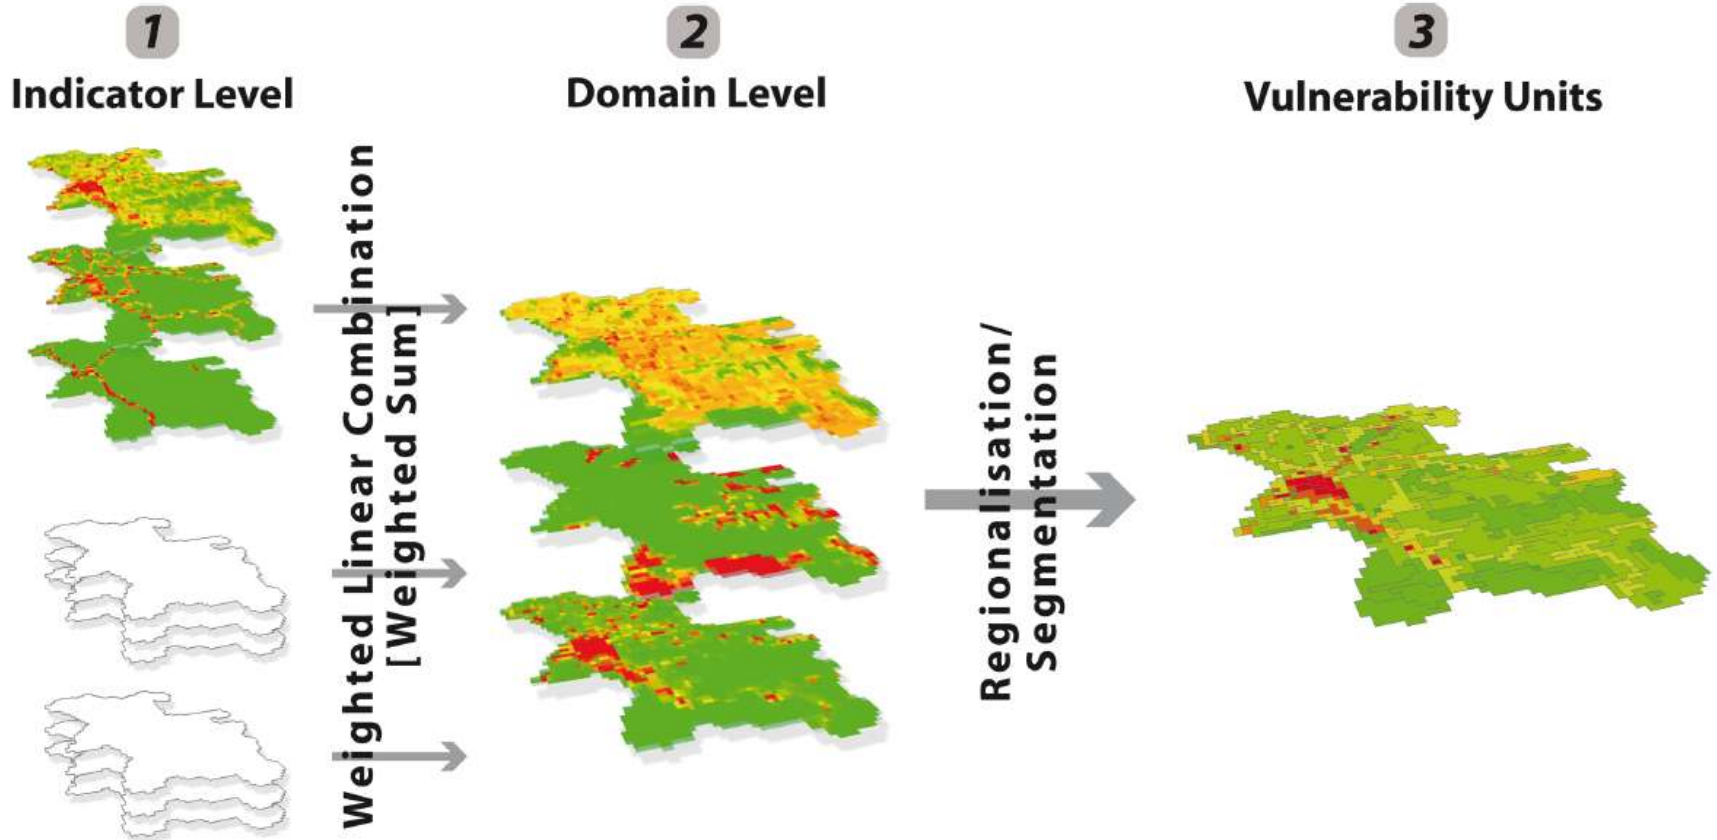 1
Indicator Level
2
Domain Level
3
Vulnerability Units
Weighted Linear Combination
[Weighted Sum]
Regionalisation/
Segmentation